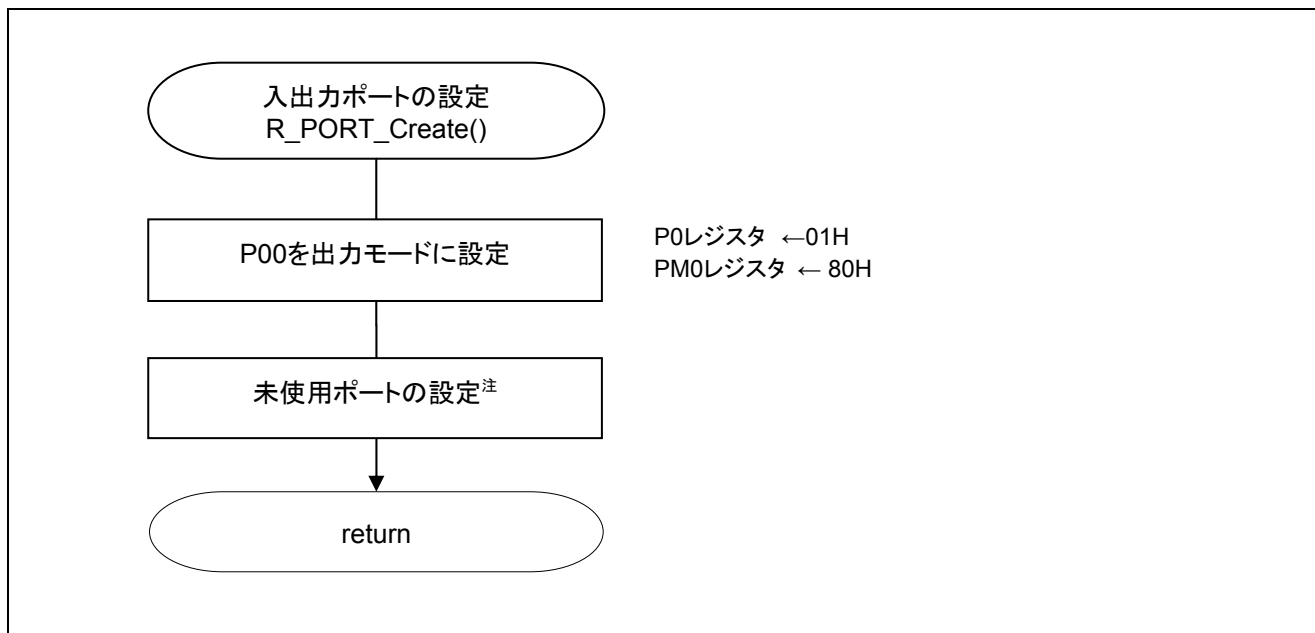 入出力ポートの設定
R_PORT_Create()
P00を出力モードに設定
P0レジスタ ←01H
PM0レジスタ ← 80H
未使用ポートの設定注
return